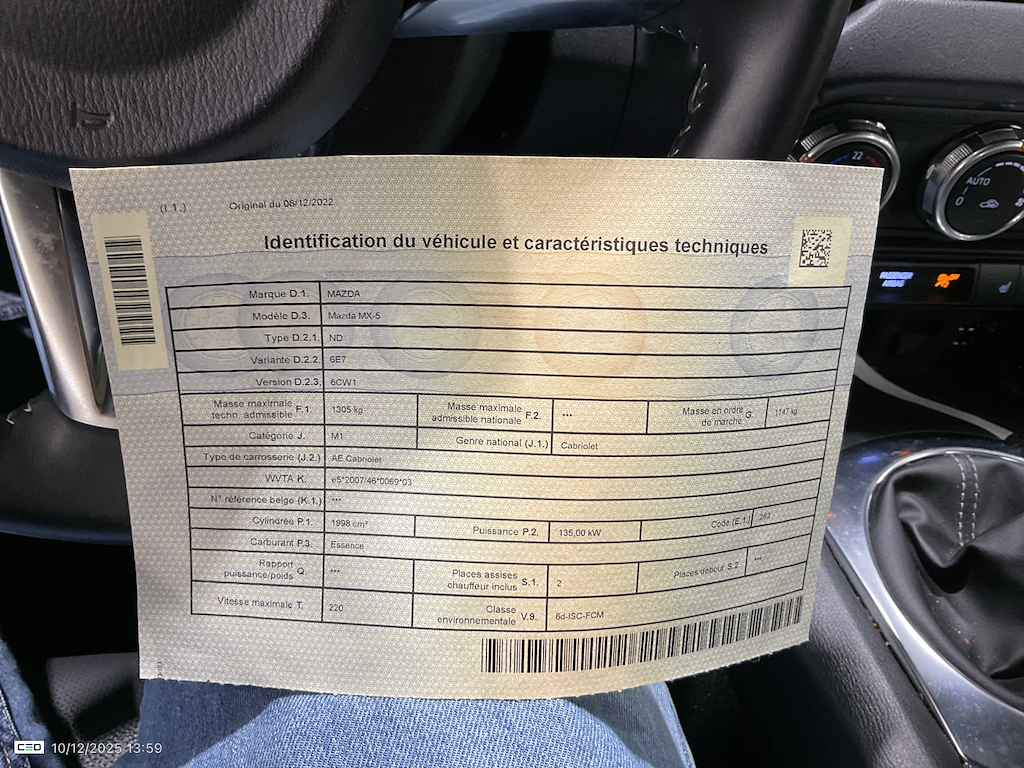 (I.1.) Original du 08/12/2022
Identification du véhicule et caractéristiques techniques
Marque D.1. MAZDA
Modèle D.3. Mazda MX-5
Type D.2.1. ND
Variante D.2.2. 6E7
Version D.2.3. 6CW1
Masse maximale techn. admissible F.1. 1305 kg Masse maximale admissible nationale F.2. *** Masse en ordre de marche G. 1147 kg
Catégorie J. M1 Genre national (J.1.) Cabriolet
Type de carrosserie (J.2.) AE Cabriolet
WVTA K. e5*2007/46*0069*03
N° référence belge (K.1.) ***
Cylindrée P.1. 1998 cm³ Puissance P.2. 135,00 kW Code (E.1.) 263
Carburant P.3. Essence
Rapport puissance/poids Q. *** Places assises chauffeur inclus S.1. 2 Places debout S.2. ***
Vitesse maximale T. 220 Classe environnementale V.9. 6d-ISC-FCM
22
AUTO
0
PASSENGER
AIRBAG
CEO 10/12/2025 13:59